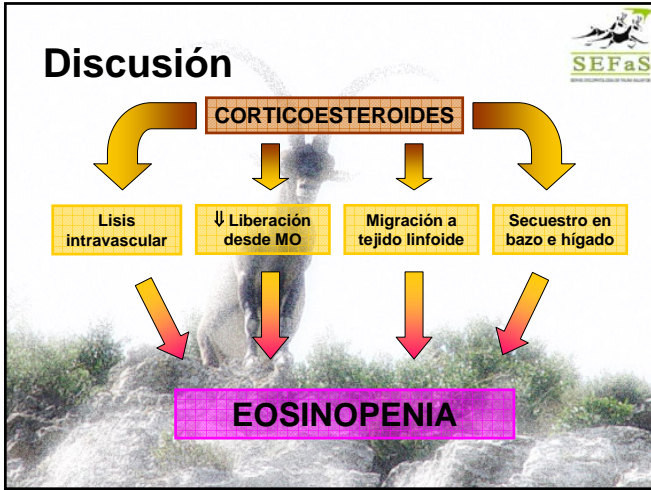 Discusión
SEFaS
CORTICOESTEROIDES
Lisis
intravascular
⇓ Liberación
desde MO
Migración a
tejido linfoide
Secuestro en
bazo e hígado
EOSINOPENIA